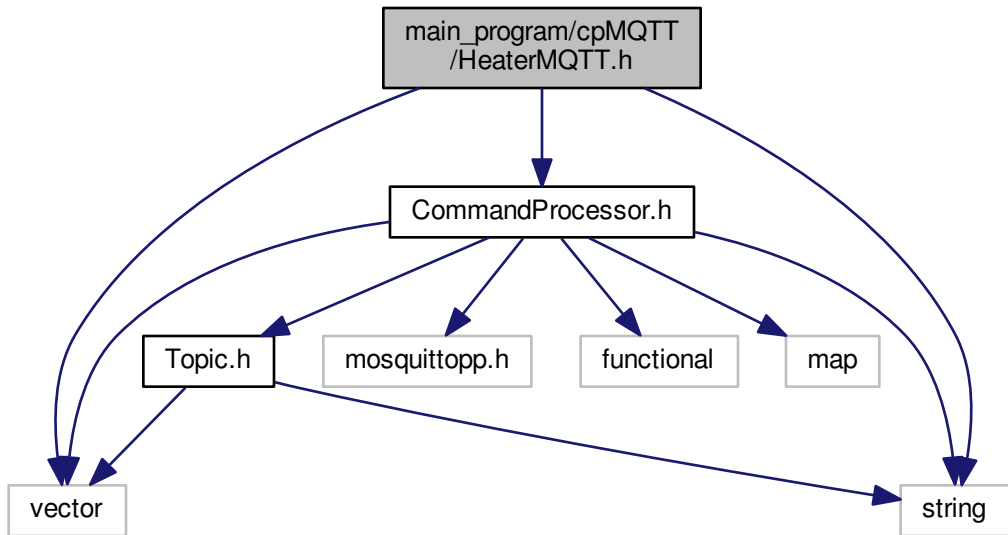 main_program/cpMQTT
/HeaterMQTT.h
CommandProcessor.h
Topic.h
mosquittopp.h
functional
map
vector
string